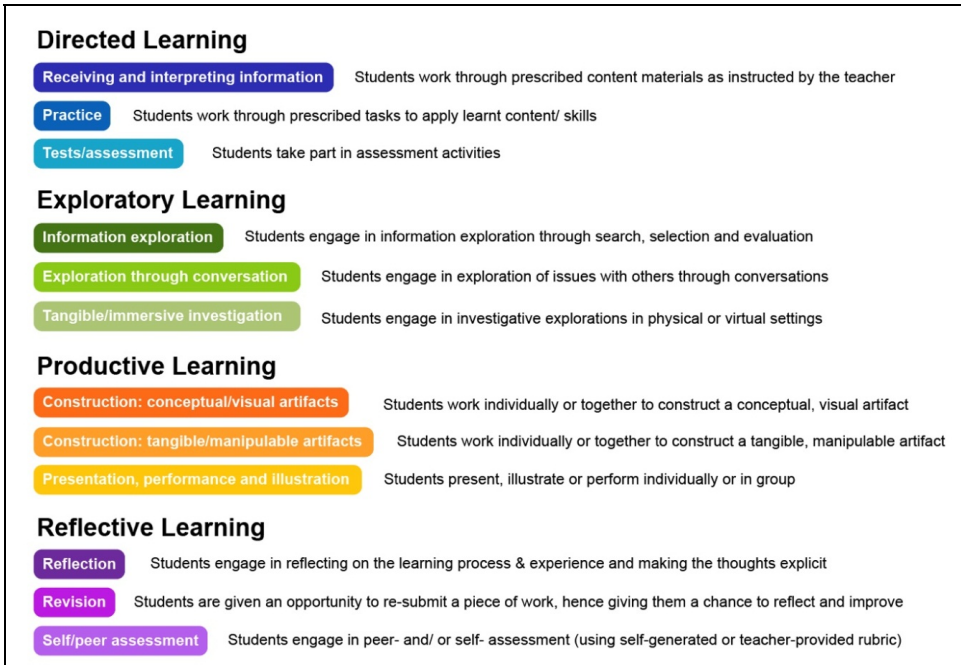 Directed Learning
Receiving and interpreting information Students work through prescribed content materials as instructed by the teacher
Practice Students work through prescribed tasks to apply learnt content/ skills
Tests/assessment Students take part in assessment activities
Exploratory Learning
Information exploration Students engage in information exploration through search, selection and evaluation
Exploration through conversation Students engage in exploration of issues with others through conversations
Tangible/immersive investigation Students engage in investigative explorations in physical or virtual settings
Productive Learning
Construction: conceptual/visual artifacts Students work individually or together to construct a conceptual, visual artifact
Construction: tangible/manipulable artifacts Students work individually or together to construct a tangible, manipulable artifact
Presentation, performance and illustration Students present, illustrate or perform individually or in group
Reflective Learning
Reflection Students engage in reflecting on the learning process & experience and making the thoughts explicit
Revision Students are given an opportunity to re-submit a piece of work, hence giving them a chance to reflect and improve
Self/peer assessment Students engage in peer- and/ or self- assessment (using self-generated or teacher-provided rubric)